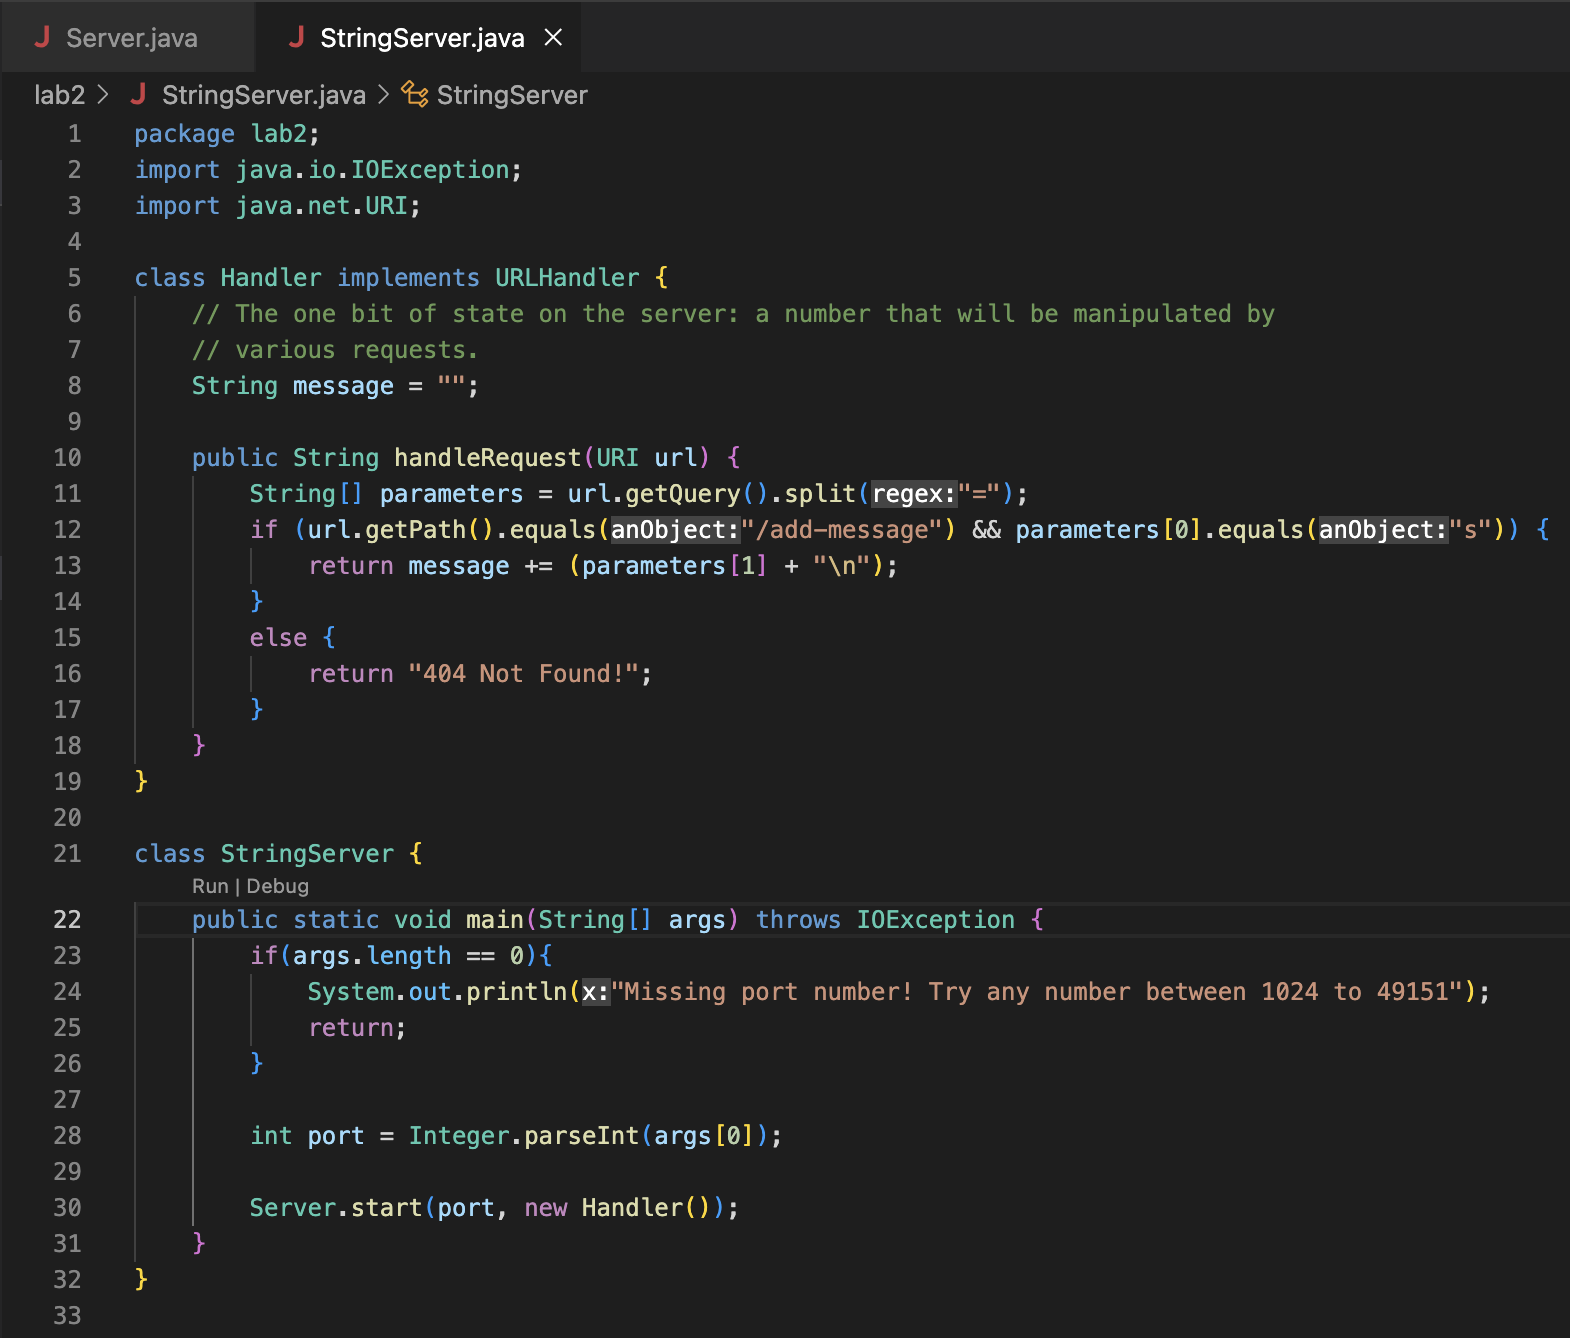 J Server.java J StringServer.java ×
lab2 > J StringServer.java > StringServer
1 package lab2;
2 import java.io.IOException;
3 import java.net.URI;
4
5 class Handler implements URLHandler {
6 // The one bit of state on the server: a number that will be manipulated by
7 // various requests.
8 String message = "";
9
10 public String handleRequest(URI url) {
11 String[] parameters = url.getQuery().split(regex:"=");
12 if (url.getPath().equals(anObject:"/add-message") && parameters[0].equals(anObject:"s")) {
13 return message += (parameters[1] + "\n");
14 }
15 else {
16 return "404 Not Found!";
17 }
18 }
19 }
20
21 class StringServer {
Run | Debug
22 public static void main(String[] args) throws IOException {
23 if(args.length == 0){
24 System.out.println(x:"Missing port number! Try any number between 1024 to 49151");
25 return;
26 }
27
28 int port = Integer.parseInt(args[0]);
29
30 Server.start(port, new Handler());
31 }
32 }
33